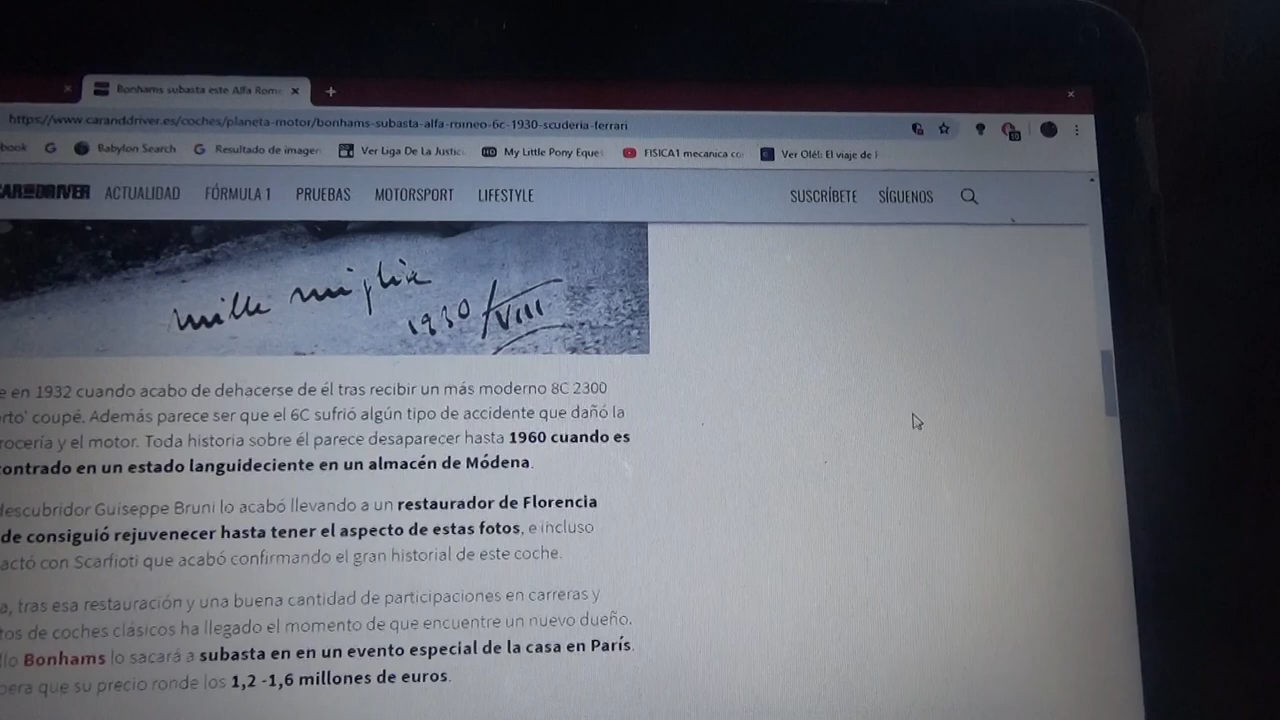 Bonhams subasta este Alfa Rom
https://www.caranddriver.es/coches/planeta-motor/bonhams-subasta-alfa-romeo-6c-1930-scuderia-ferrari
book Babylon Search Resultado de imagen Ver Liga De La Justic My Little Pony Eques FISICA1 mecanica co Ver Olé!: El viaje de F
CAR AND DRIVER ACTUALIDAD FÓRMULA 1 PRUEBAS MOTORSPORT LIFESTYLE SUSCRÍBETE SÍGUENOS
mille miglia
1930/VIII
e en 1932 cuando acabo de dehacerse de él tras recibir un más moderno 8C 2300
rto' coupé. Además parece ser que el 6C sufrió algún tipo de accidente que dañó la
rocería y el motor. Toda historia sobre él parece desaparecer hasta 1960 cuando es
contrado en un estado languideciente en un almacén de Módena.
descubridor Guiseppe Bruni lo acabó llevando a un restaurador de Florencia
de consiguió rejuvenecer hasta tener el aspecto de estas fotos, e incluso
actó con Scarfioti que acabó confirmando el gran historial de este coche.
a, tras esa restauración y una buena cantidad de participaciones en carreras y
tos de coches clásicos ha llegado el momento de que encuentre un nuevo dueño.
llo Bonhams lo sacará a subasta en en un evento especial de la casa en París.
pera que su precio ronde los 1,2 -1,6 millones de euros.